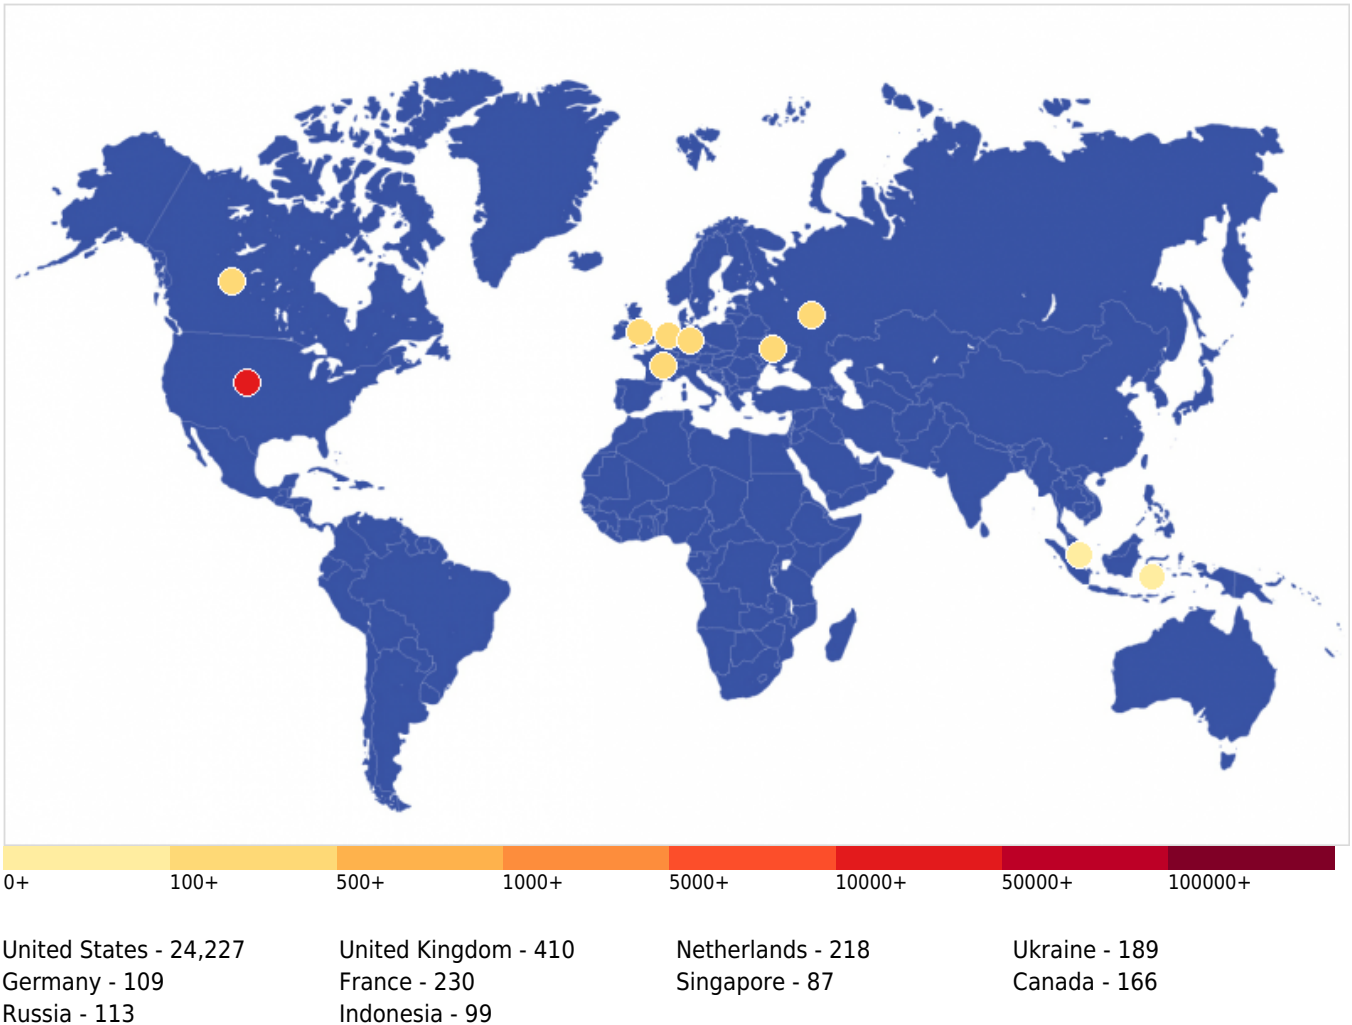 0+ 100+ 500+ 1000+ 5000+ 10000+ 50000+ 100000+
United States - 24,227 United Kingdom - 410 Netherlands - 218 Ukraine - 189
Germany - 109 France - 230 Singapore - 87 Canada - 166
Russia - 113 Indonesia - 99